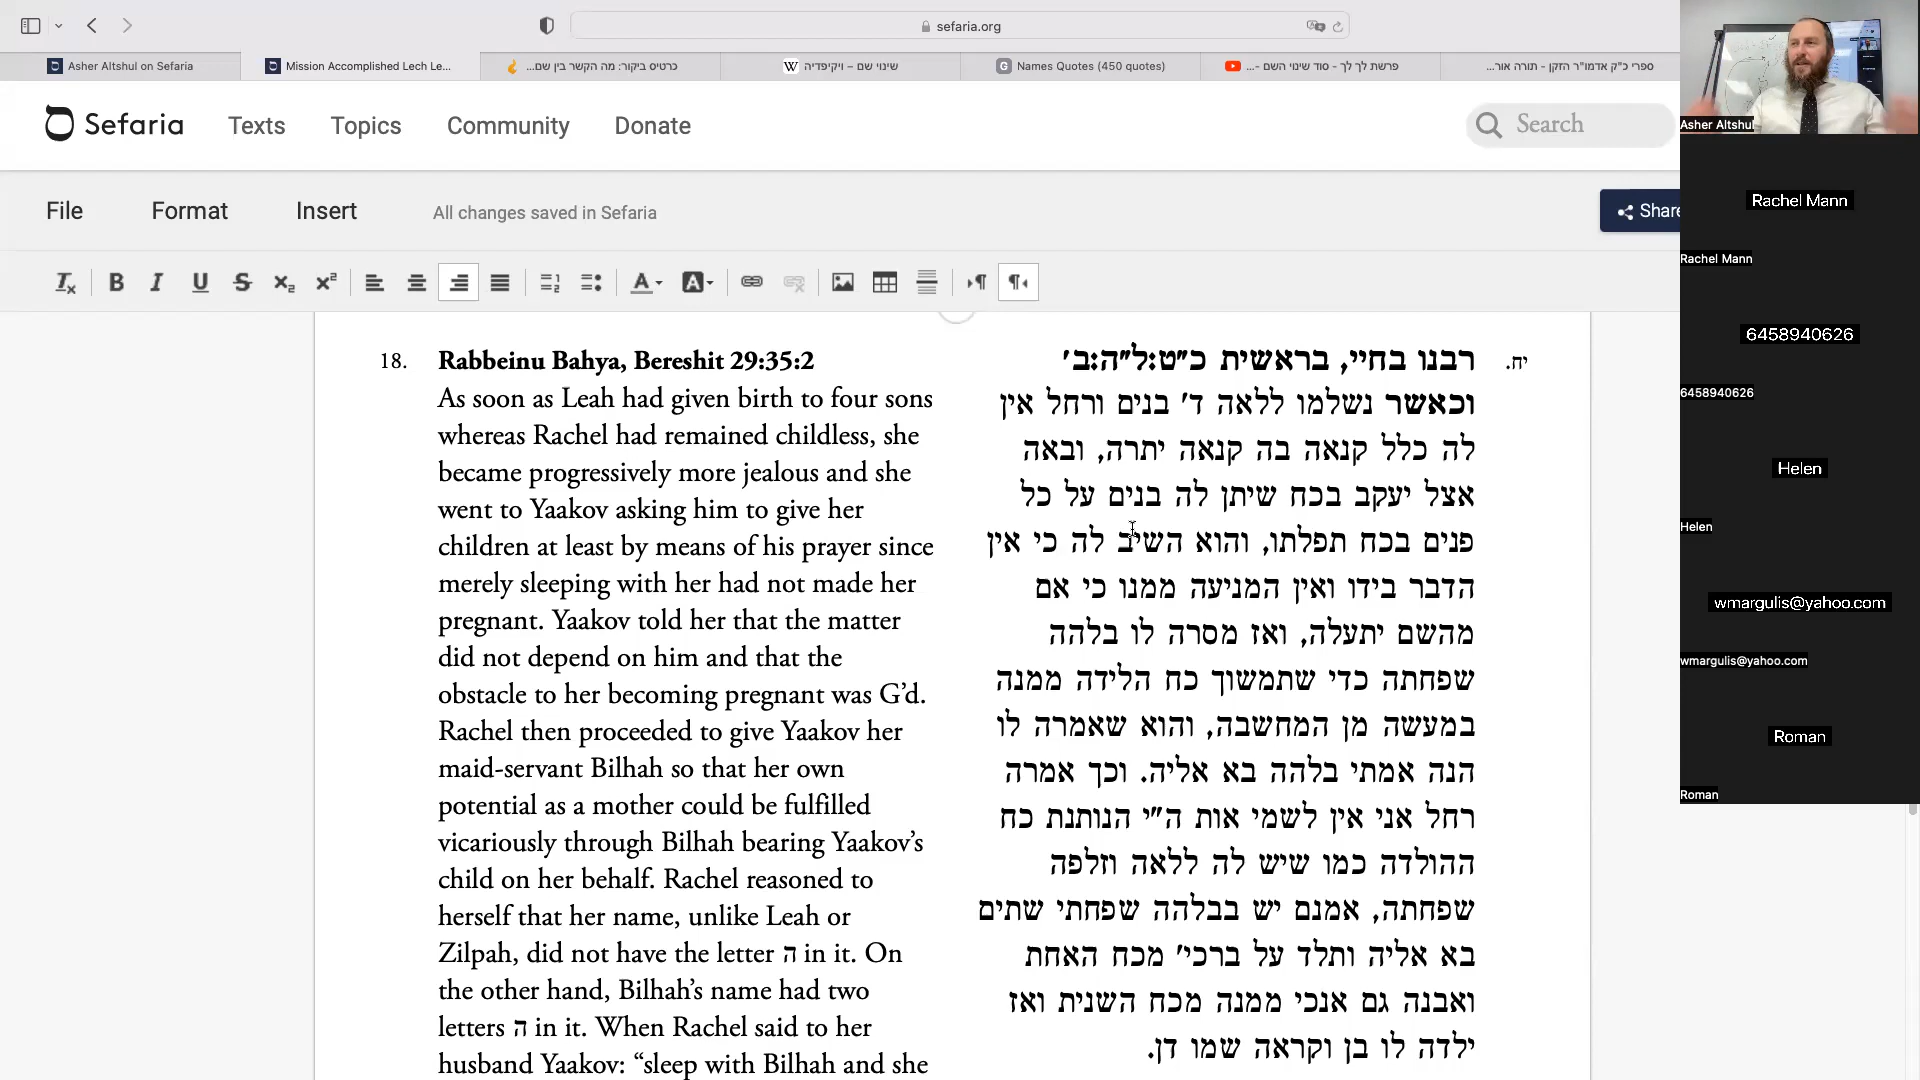 sefaria.org
Asher Altshul on Sefaria
Mission Accomplished Lech Le...
כרטיס ביקור: מה הקשר בין שם...
שינוי שם – ויקיפדיה
Names Quotes (450 quotes)
פרשת לך לך - סוד שינוי השם -...
ספרי כ"ק אדמו"ר הזקן - תורה אור...
Sefaria
Texts
Topics
Community
Donate
Search
File
Format
Insert
All changes saved in Sefaria
Share
18.
Rabbeinu Bahya, Bereshit 29:35:2
As soon as Leah had given birth to four sons
whereas Rachel had remained childless, she
became progressively more jealous and she
went to Yaakov asking him to give her
children at least by means of his prayer since
merely sleeping with her had not made her
pregnant. Yaakov told her that the matter
did not depend on him and that the
obstacle to her becoming pregnant was G’d.
Rachel then proceeded to give Yaakov her
maid-servant Bilhah so that her own
potential as a mother could be fulfilled
vicariously through Bilhah bearing Yaakov’s
child on her behalf. Rachel reasoned to
herself that her name, unlike Leah or
Zilpah, did not have the letter ה in it. On
the other hand, Bilhah’s name had two
letters ה in it. When Rachel said to her
husband Yaakov: “sleep with Bilhah and she
יח.
רבנו בחיי, בראשית כ״ט:ל״ה:ב׳
וכאשר נשלמו ללאה ד' בנים ורחל אין
לה כלל קנאה בה קנאה יתרה, ובאה
אצל יעקב בכח שיתן לה בנים על כל
פנים בכח תפלתו, והוא השיב לה כי אין
הדבר בידו ואין המניעה ממנו כי אם
מהשם יתעלה, ואז מסרה לו בלהה
שפחתה כדי שתמשוך כח הלידה ממנה
במעשה מן המחשבה, והוא שאמרה לו
הנה אמתי בלהה בא אליה. וכך אמרה
רחל אני אין לשמי אות ה"י הנותנת כח
ההולדה כמו שיש לה ללאה וזלפה
שפחתה, אמנם יש בבלהה שפחתי שתים
בא אליה ותלד על ברכי' מכח האחת
ואבנה גם אנכי ממנה מכח השנית ואז
ילדה לו בן וקראה שמו דן.
Asher Altshul
Rachel Mann
Rachel Mann
6458940626
6458940626
Helen
Helen
wmargulis@yahoo.com
wmargulis@yahoo.com
Roman
Roman